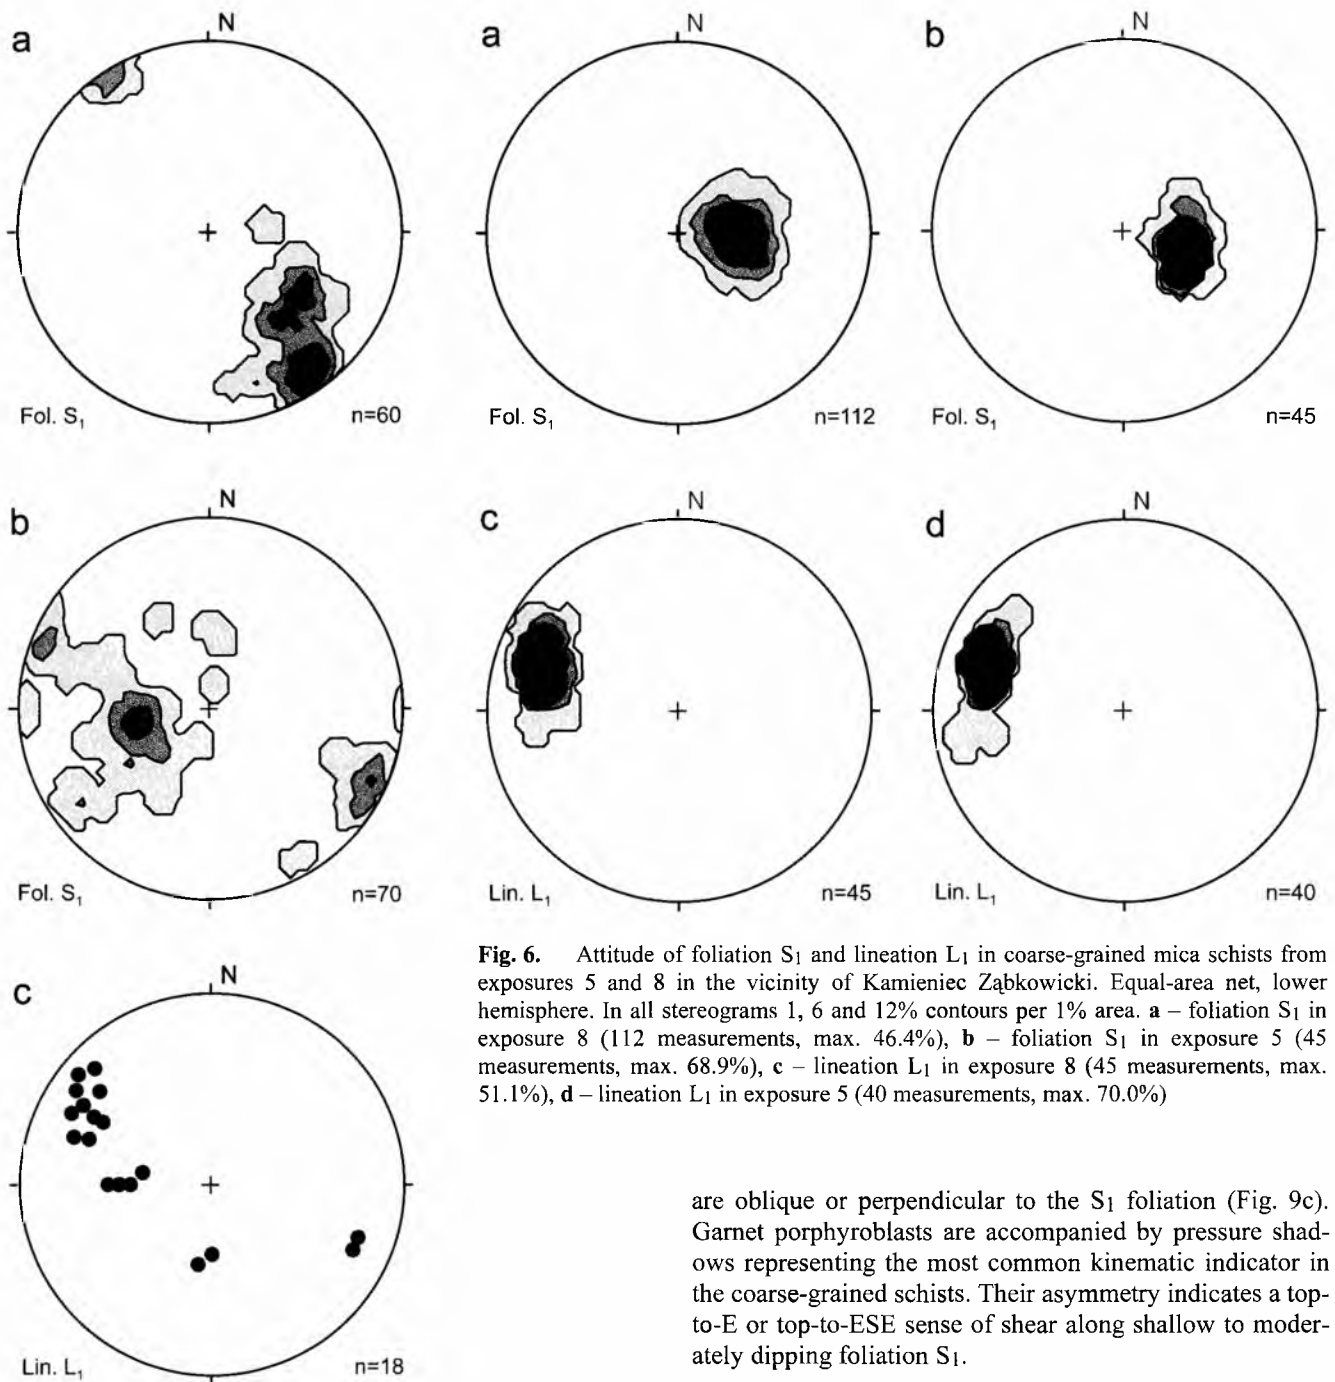 a
N
Fol. S₁
n=60
b
N
Fol. S₁
n=70
c
N
Lin. L₁
n=18
a
N
Fol. S₁
n=112
b
N
Fol. S₁
n=45
c
N
Lin. L₁
n=45
d
N
Lin. L₁
n=40
Fig. 6. Attitude of foliation S₁ and lineation L₁ in coarse-grained mica schists from
exposures 5 and 8 in the vicinity of Kamieniec Ząbkowicki. Equal-area net, lower
hemisphere. In all stereograms 1, 6 and 12% contours per 1% area. a – foliation S₁ in
exposure 8 (112 measurements, max. 46.4%), b – foliation S₁ in exposure 5 (45
measurements, max. 68.9%), c – lineation L₁ in exposure 8 (45 measurements, max.
51.1%), d – lineation L₁ in exposure 5 (40 measurements, max. 70.0%)
are oblique or perpendicular to the S₁ foliation (Fig. 9c).
Garnet porphyroblasts are accompanied by pressure shad-
ows representing the most common kinematic indicator in
the coarse-grained schists. Their asymmetry indicates a top-
to-E or top-to-ESE sense of shear along shallow to moder-
ately dipping foliation S₁.